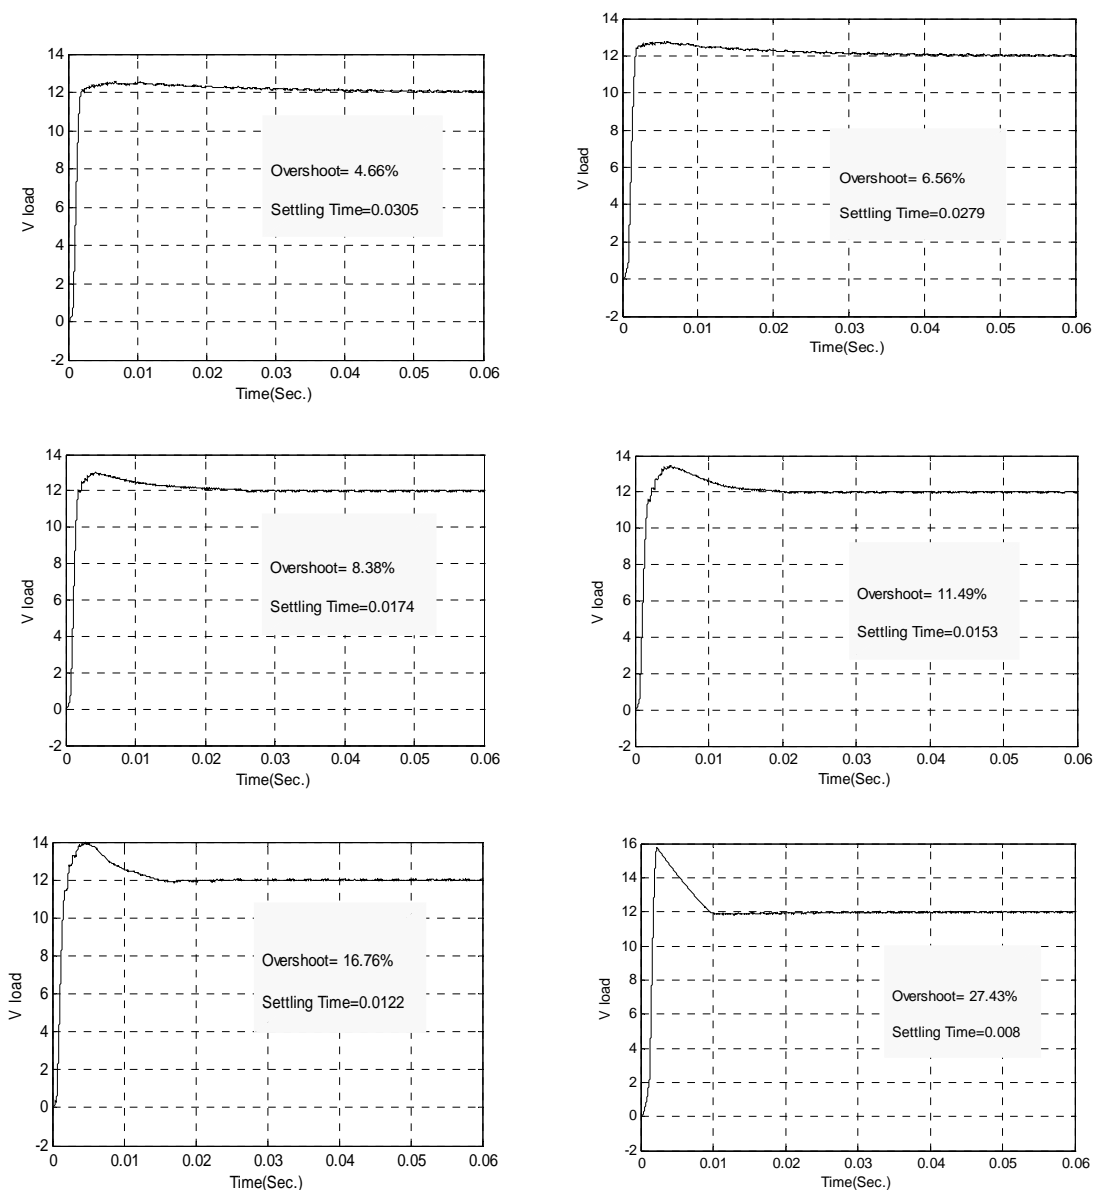 14
12
10
8
6
4
2
0
-2
V load
Overshoot= 4.66%
Settling Time=0.0305
0 0.01 0.02 0.03 0.04 0.05 0.06
Time(Sec.)
14
12
10
8
6
4
2
0
-2
V load
Overshoot= 6.56%
Settling Time=0.0279
0 0.01 0.02 0.03 0.04 0.05 0.06
Time(Sec.)
14
12
10
8
6
4
2
0
-2
V load
Overshoot= 8.38%
Settling Time=0.0174
0 0.01 0.02 0.03 0.04 0.05 0.06
Time(Sec.)
14
12
10
8
6
4
2
0
-2
V load
Overshoot= 11.49%
Settling Time=0.0153
0 0.01 0.02 0.03 0.04 0.05 0.06
Time(Sec.)
14
12
10
8
6
4
2
0
-2
V load
Overshoot= 16.76%
Settling Time=0.0122
0 0.01 0.02 0.03 0.04 0.05 0.06
Time(Sec.)
16
14
12
10
8
6
4
2
0
-2
V load
Overshoot= 27.43%
Settling Time=0.008
0 0.01 0.02 0.03 0.04 0.05 0.06
Time(Sec.)